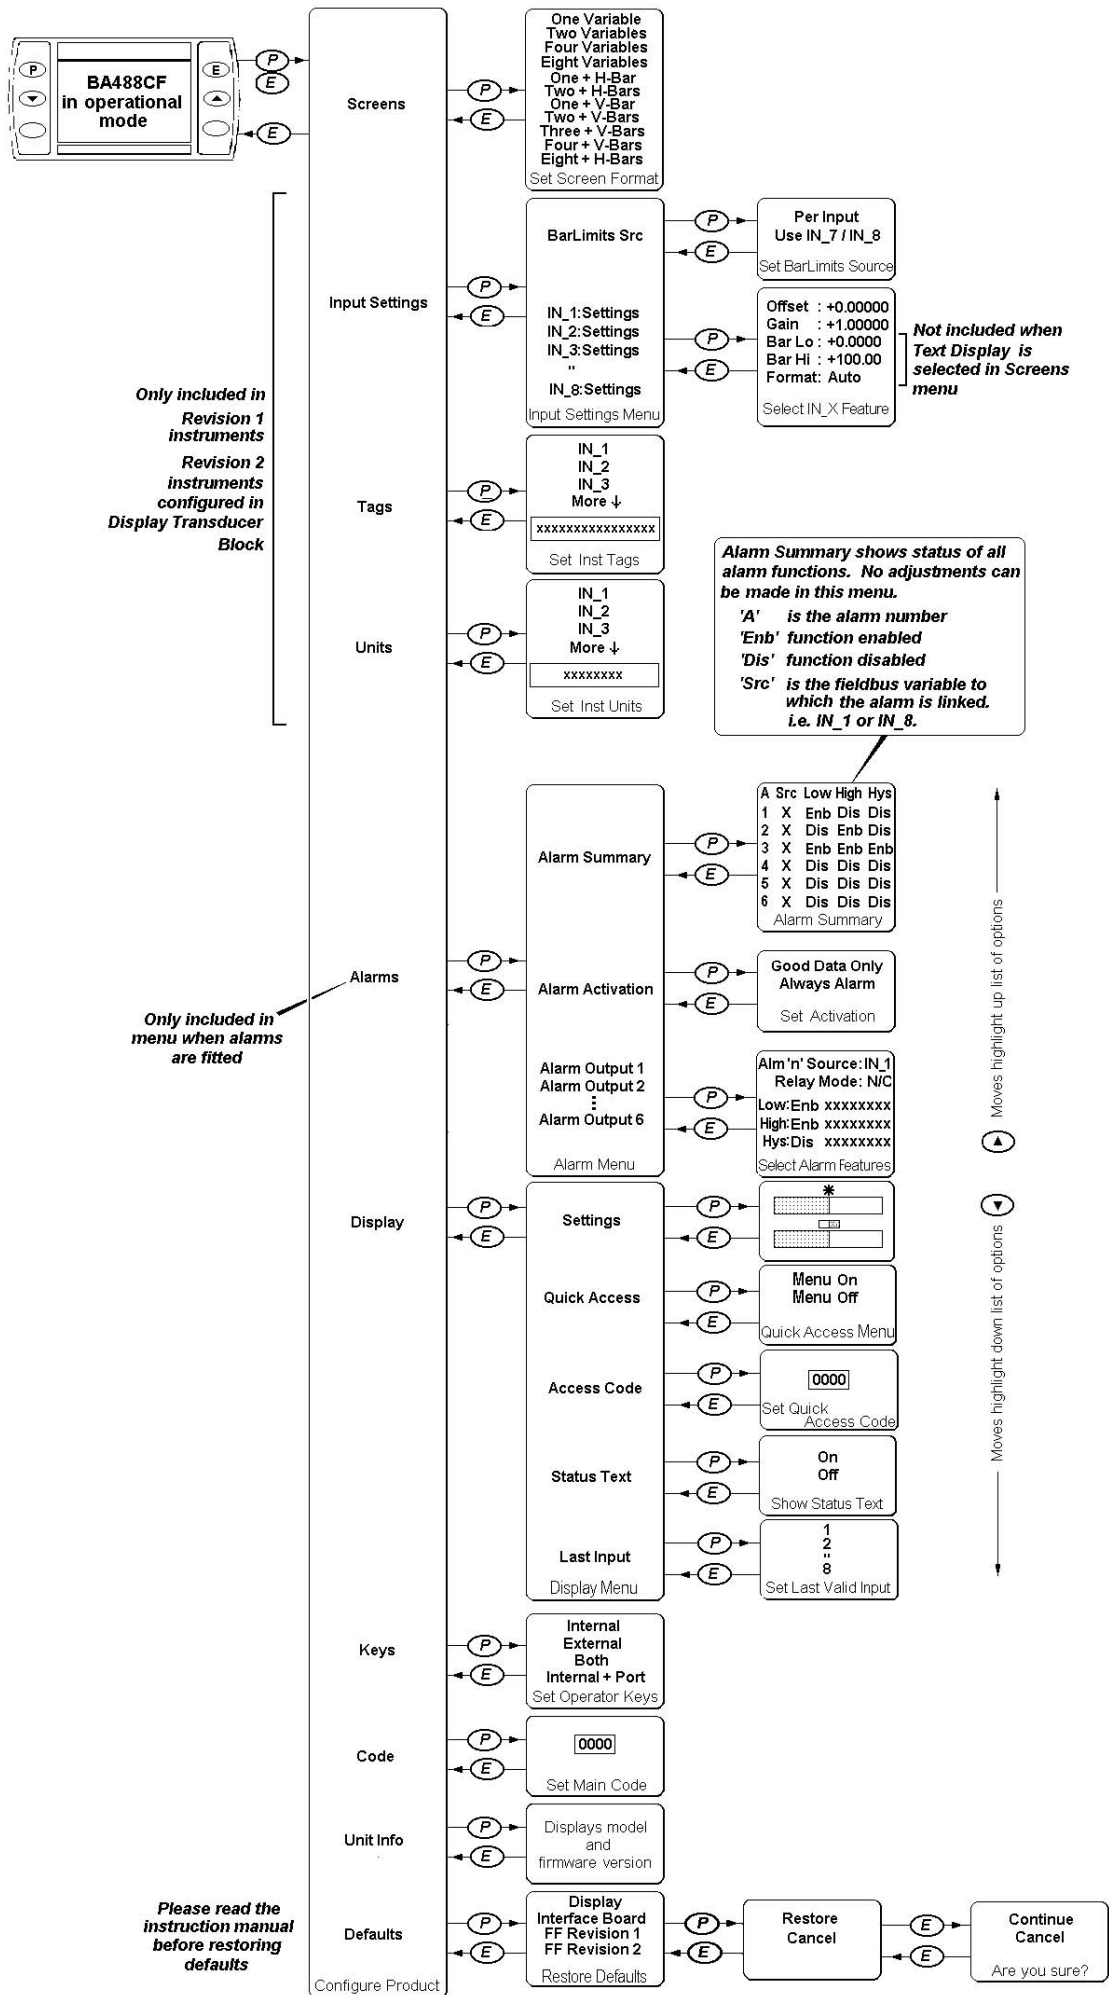 BA488CF
in operational
mode
P
E
P
E
E
Screens
P
E
One Variable
Two Variables
Four Variables
Eight Variables
One + H-Bar
Two + H-Bars
One + V-Bar
Two + V-Bars
Three + V-Bars
Four + V-Bars
Eight + H-Bars
Set Screen Format
Only included in
Revision 1
instruments
Revision 2
instruments
configured in
Display Transducer
Block
Input Settings
P
E
BarLimits Src
IN_1:Settings
IN_2:Settings
IN_3:Settings
"
IN_8:Settings
Input Settings Menu
P
E
Per Input
Use IN_7 / IN_8
Set BarLimits Source
P
E
Offset : +0.00000
Gain : +1.00000
Bar Lo : +0.0000
Bar Hi : +100.00
Format: Auto
Select IN_X Feature
Not included when
Text Display is
selected in Screens
menu
Tags
P
E
IN_1
IN_2
IN_3
More ↓
xxxxxxxxxxxxxxxx
Set Inst Tags
Units
P
E
IN_1
IN_2
IN_3
More ↓
xxxxxxxx
Set Inst Units
Alarm Summary shows status of all
alarm functions. No adjustments can
be made in this menu.
'A' is the alarm number
'Enb' function enabled
'Dis' function disabled
'Src' is the fieldbus variable to
which the alarm is linked.
i.e. IN_1 or IN_8.
Alarms
Only included in
menu when alarms
are fitted
P
E
Alarm Summary
Alarm Activation
Alarm Output 1
Alarm Output 2
Alarm Output 6
Alarm Menu
P
E
A Src Low High Hys
1 X Enb Dis Dis
2 X Dis Enb Dis
3 X Enb Enb Enb
4 X Dis Dis Dis
5 X Dis Dis Dis
6 X Dis Dis Dis
Alarm Summary
P
E
Good Data Only
Always Alarm
Set Activation
P
E
Alm 'n' Source: IN_1
Relay Mode: N/C
Low:Enb xxxxxxxx
High:Enb xxxxxxxx
Hys:Dis xxxxxxxx
Select Alarm Features
Moves highlight up list of options
Moves highlight down list of options
Display
P
E
Settings
Quick Access
Access Code
Status Text
Last Input
Display Menu
P
E
P
E
Menu On
Menu Off
Quick Access Menu
P
E
0000
Set Quick
Access Code
P
E
On
Off
Show Status Text
P
E
1
2
"
8
Set Last Valid Input
Keys
P
E
Internal
External
Both
Internal + Port
Set Operator Keys
Code
P
E
0000
Set Main Code
Unit Info
P
E
Displays model
and
firmware version
Please read the
instruction manual
before restoring
defaults
Defaults
Configure Product
P
E
Display
Interface Board
FF Revision 1
FF Revision 2
Restore Defaults
P
E
Restore
Cancel
E
E
Continue
Cancel
Are you sure?